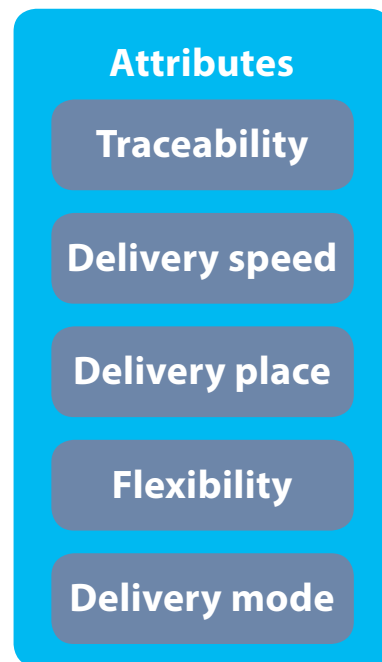 Attributes
Traceability
Delivery speed
Delivery place
Flexibility
Delivery mode